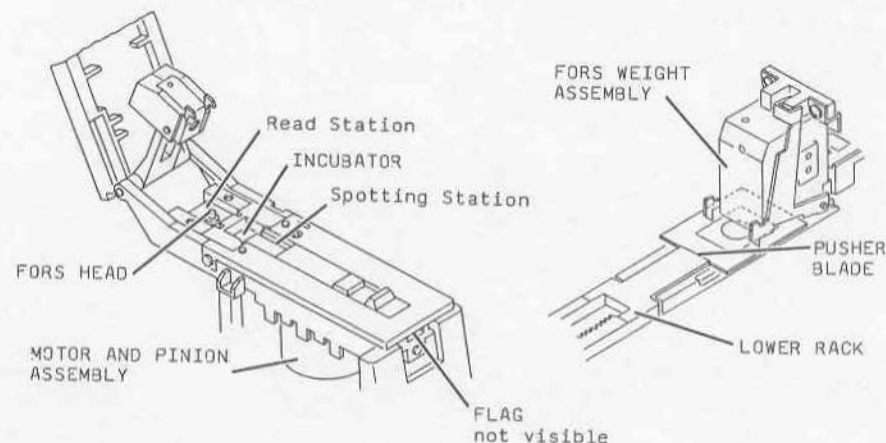 Read Station
INCUBATOR
Spotting Station
FORS HEAD
MOTOR AND PINION
ASSEMBLY
FLAG
not visible
FORS WEIGHT
ASSEMBLY
PUSHER
BLADE
LOWER RACK